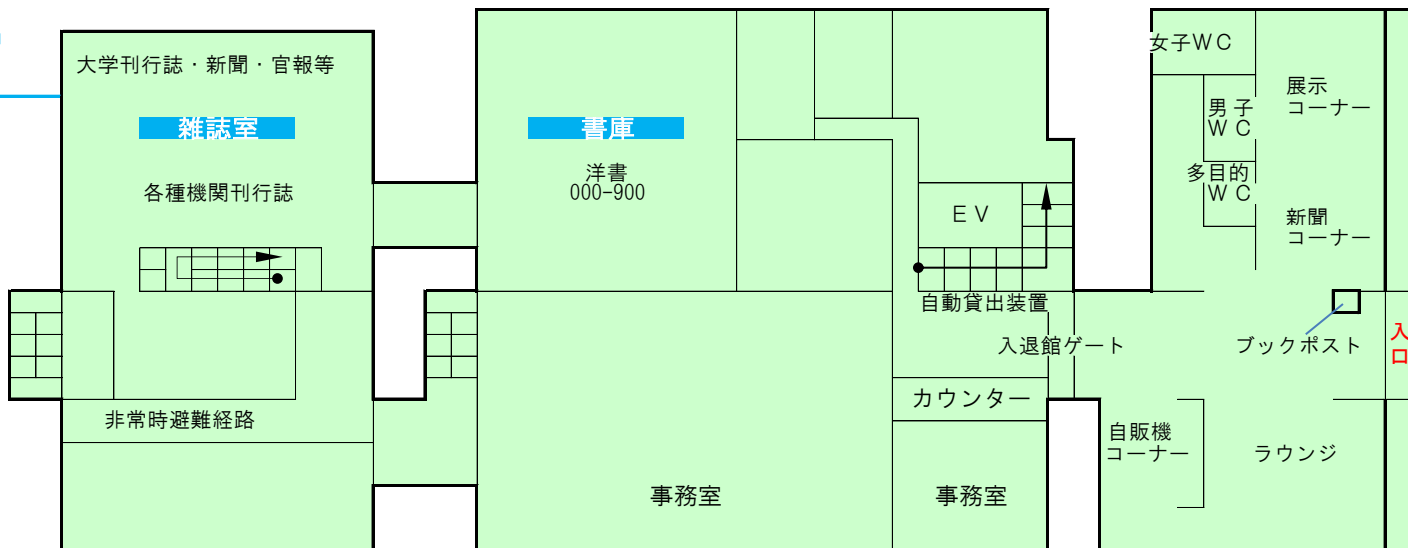 大学刊行誌・新聞・官報等
雑誌室
各種機関刊行誌
非常時避難経路
書庫
洋書
000-900
EV
自動貸出装置
入退館ゲート
カウンター
事務室
事務室
女子WC
男子
WC
多目的
WC
展示
コーナー
新聞
コーナー
ブックポスト
入
口
自販機
コーナー
ラウンジ